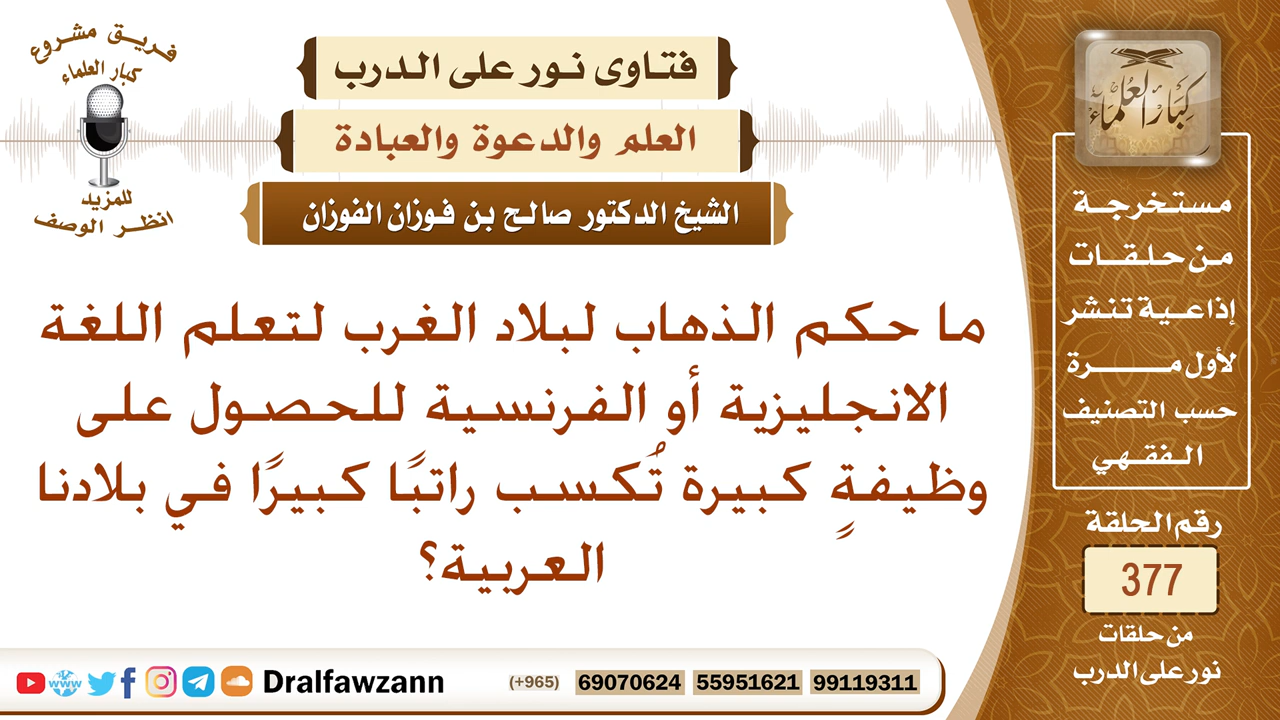 فريق مشروع
كبار العلماء
للمزيد
انظر الوصف
فتاوى نور على الدرب
العلم والدعوة والعبادة
الشيخ الدكتور صالح بن فوزان الفوزان
ما حكم الذهاب لبلاد الغرب لتعلم اللغة
الانجليزية أو الفرنسية للحصول على
وظيفةٍ كبيرة تُكسب راتبًا كبيرًا في بلادنا
العربية؟
كبار العلماء
مستخرجة
من حلقات
إذاعية تنشر
لأول مرة
حسب التصنيف
الفقهي
رقم الحلقة
377
من حلقات
نور على الدرب
www Dralfawzann (+965) 69070624 55951621 99119311